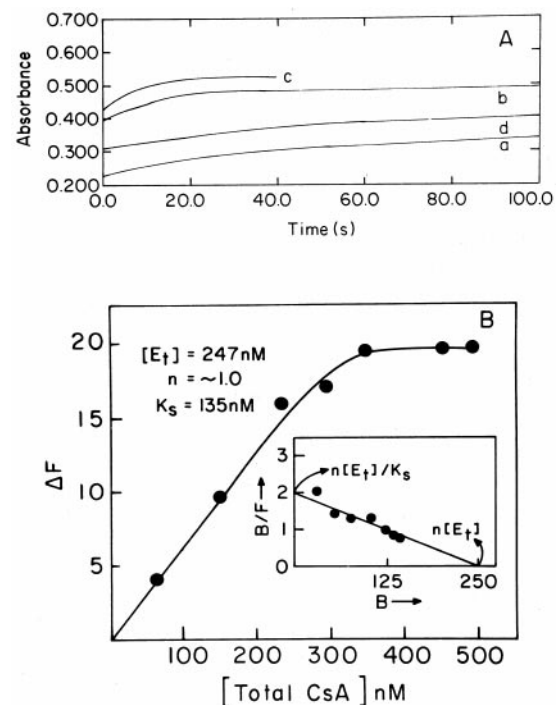 A
Absorbance
0.700
0.600
0.500
0.400
0.300
0.200
c
b
d
a
0.0 20.0 40.0 60.0 80.0 100.0
Time (s)
B
20
15
10
5
ΔF
[Et] = 247nM
n = ~1.0
Ks = 135nM
n[Et]/Ks
n[Et]
3
2
1
0
B/F→
125 250
B →
100 200 300 400 500
[Total CsA] nM